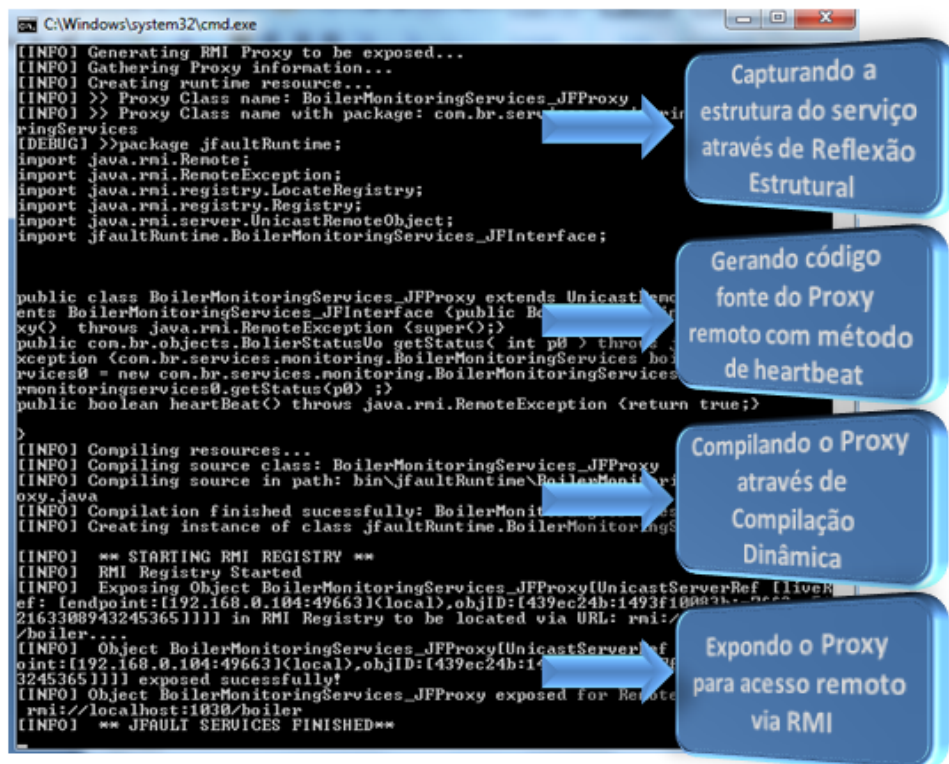 C:\Windows\system32\cmd.exe
[INFO] Generating RMI Proxy to be exposed...
[INFO] Gathering Proxy information...
[INFO] Creating runtime resource...
[INFO] >> Proxy Class name: BoilerMonitoringServices_JFProxy
[INFO] >> Proxy Class name with package: com.br.serv
ringServices
[DEBUG] >>package jfaultRuntime;
import java.rmi.Remote;
import java.rmi.RemoteException;
import java.rmi.registry.LocateRegistry;
import java.rmi.registry.Registry;
import java.rmi.server.UnicastRemoteObject;
import jfaultRuntime.BoilerMonitoringServices_JFInterface;
public class BoilerMonitoringServices_JFProxy extends UnicastRemo
ents BoilerMonitoringServices_JFInterface {public Bo
xy()  throws java.rmi.RemoteException {super();}
public com.br.objects.BolierStatusVo getStatus( int p0 ) throws j
xception {com.br.services.monitoring.BoilerMonitoringServices boi
rvices0 = new com.br.services.monitoring.BoilerMonitoringServices
rmonitoringservices0.getStatus(p0) ;}
public boolean heartBeat() throws java.rmi.RemoteException {return true;}
}
[INFO] Compiling resources...
[INFO] Compiling source class: BoilerMonitoringServices_JFProxy
[INFO] Compiling source in path: bin\jfaultRuntime\BoilerMonitori
oxy.java
[INFO] Compilation finished sucessfully: BoilerMonit
[INFO] Creating instance of class jfaultRuntime.BoilerMonitoringS
[INFO]  ** STARTING RMI REGISTRY **
[INFO]  RMI Registry Started
[INFO]  Exposing Object BoilerMonitoringServices_JFProxy[UnicastServerRef [liveR
ef: [endpoint:[192.168.0.104:49663](local),objID:[439ec24b:1493f10083b:
2163308943245365]]]] in RMI Registry to be located via URL: rmi:/
/boiler....
[INFO]  Object BoilerMonitoringServices_JFProxy[UnicastServerRef
oint:[192.168.0.104:49663](local),objID:[439ec24b:14
3245365]]]] exposed sucessfully!
[INFO] Object BoilerMonitoringServices_JFProxy exposed for Remote
rmi://localhost:1030/boiler
[INFO]  ** JFAULT SERVICES FINISHED**
Capturando a
estrutura do serviço
através de Reflexão
Estrutural
Gerando código
fonte do Proxy
remoto com método
de heartbeat
Compilando o Proxy
através de
Compilação
Dinâmica
Expondo o Proxy
para acesso remoto
via RMI